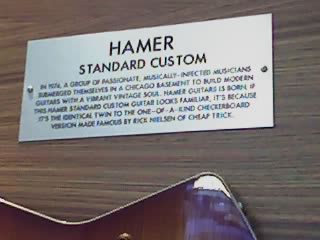 HAMER
STANDARD CUSTOM
IN 1974, A GROUP OF PASSIONATE, MUSICALLY-INFECTED MUSICIANS
SUBMERGED THEMSELVES IN A CHICAGO BASEMENT TO BUILD MODERN
GUITARS WITH A VIBRANT VINTAGE SOUL. HAMER GUITARS IS BORN. IF
THIS HAMER STANDARD CUSTOM GUITAR LOOKS FAMILIAR, IT'S BECAUSE
IT'S THE IDENTICAL TWIN TO THE ONE-OF-A-KIND CHECKERBOARD
VERSION MADE FAMOUS BY RICK NIELSEN OF CHEAP TRICK.